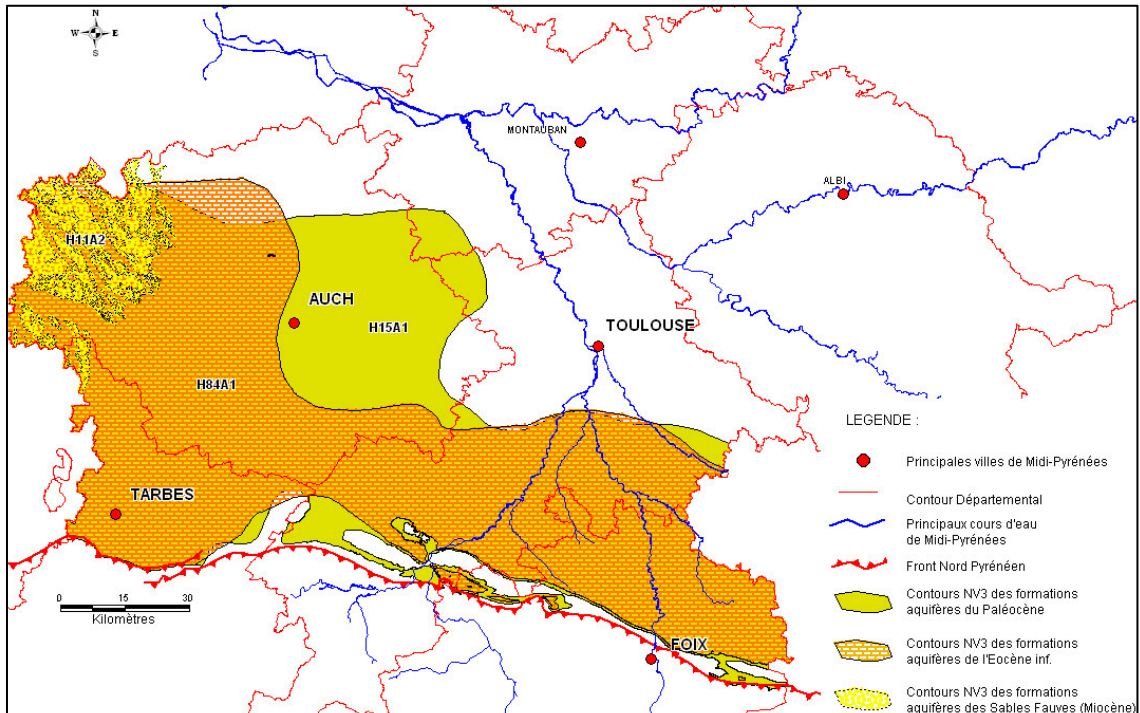 N
W E
S
MONTAUBAN
ALBI
H11A2
AUCH
H15A1
TOULOUSE
H84A1
TARBES
FOIX
0 15 30
Kilomètres
LEGENDE :
Principales villes de Midi-Pyrénées
Contour Départemental
Principaux cours d'eau
de Midi-Pyrénées
Front Nord Pyrénéen
Contours NV3 des formations
aquifères du Paléocène
Contours NV3 des formations
aquifères de l'Eocène inf.
Contours NV3 des formations
aquifères des Sables Fauves (Miocène)